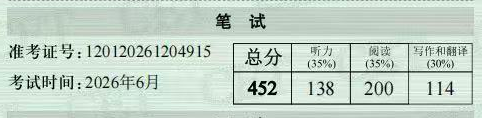 笔 试
准考证号:120120261204915
考试时间:2026年6月
总分 听力 (35%) 阅读 (35%) 写作和翻译 (30%)
452 138 200 114